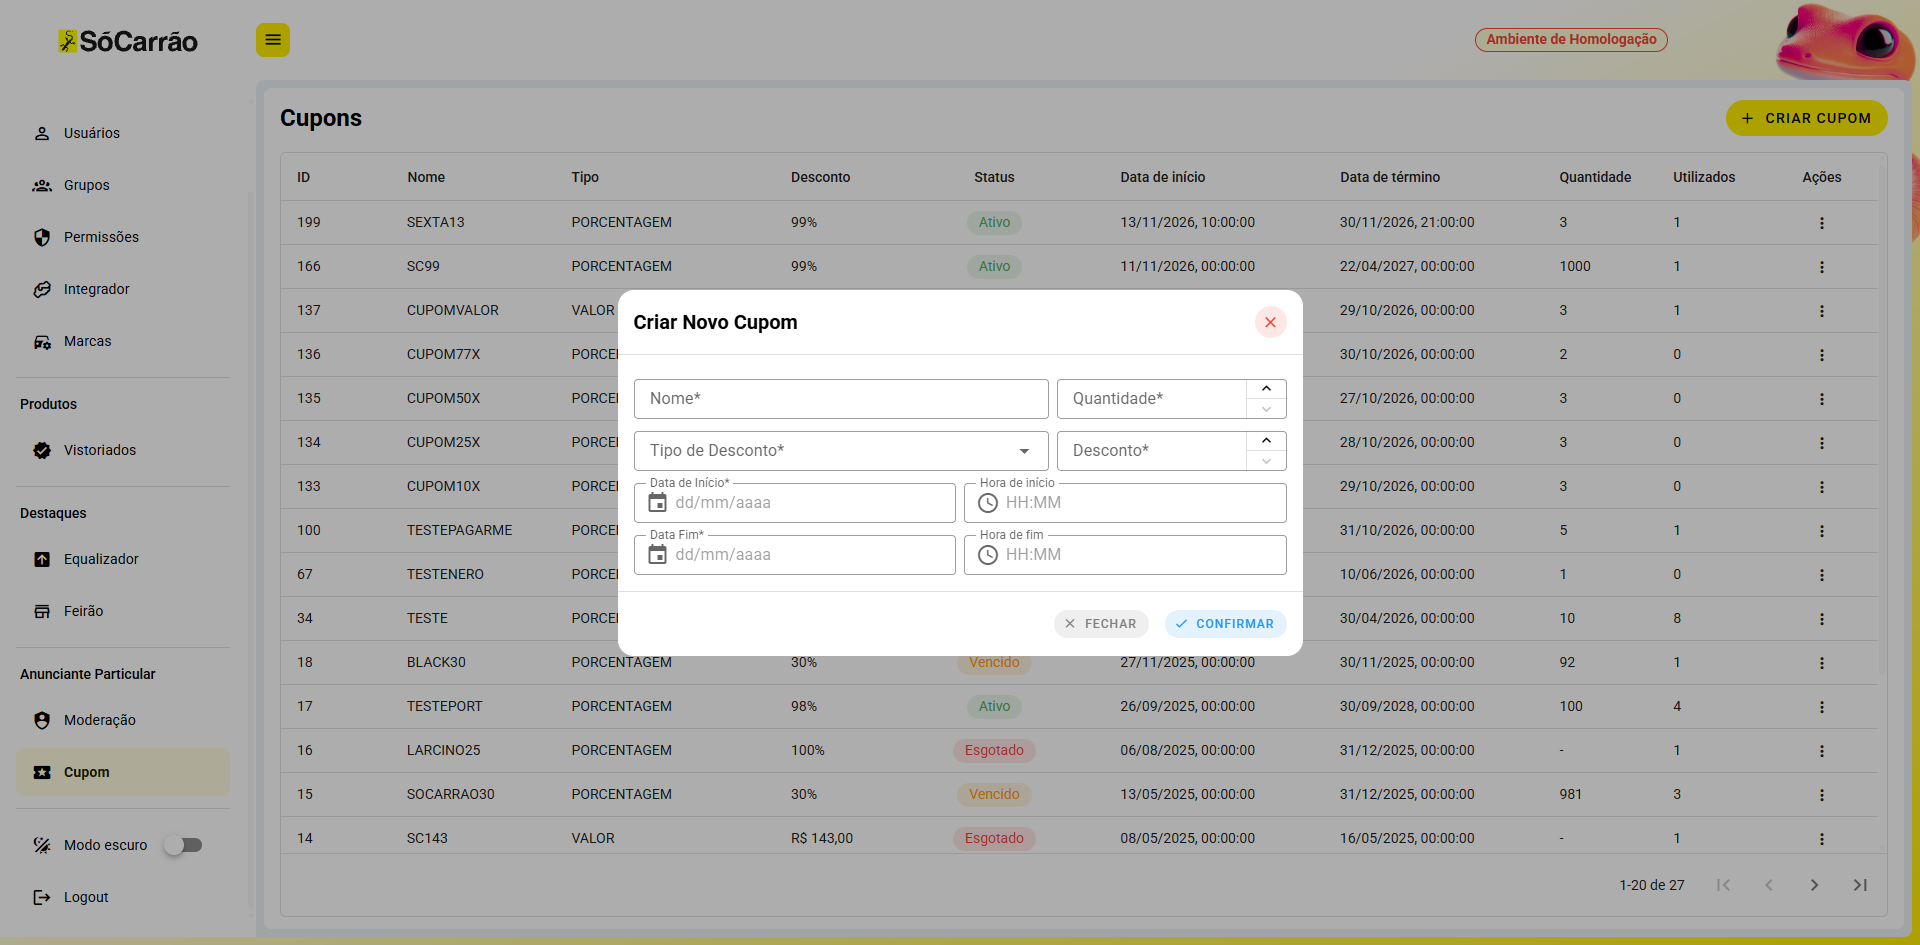 SóCarrão
Ambiente de Homologação
Usuários
Grupos
Permissões
Integrador
Marcas
Produtos
Vistoriados
Destaques
Equalizador
Feirão
Anunciante Particular
Moderação
Cupom
Modo escuro
Logout
Cupons
+ CRIAR CUPOM
ID Nome Tipo Desconto Status Data de início Data de término Quantidade Utilizados Ações
199 SEXTA13 PORCENTAGEM 99% Ativo 13/11/2026, 10:00:00 30/11/2026, 21:00:00 3 1
166 SC99 PORCENTAGEM 99% Ativo 11/11/2026, 00:00:00 22/04/2027, 00:00:00 1000 1
137 CUPOMVALOR VALOR 29/10/2026, 00:00:00 3 1
136 CUPOM77X PORCE 30/10/2026, 00:00:00 2 0
135 CUPOM50X PORCE 27/10/2026, 00:00:00 3 0
134 CUPOM25X PORCE 28/10/2026, 00:00:00 3 0
133 CUPOM10X PORCE 29/10/2026, 00:00:00 3 0
100 TESTEPAGARME PORCE 31/10/2026, 00:00:00 5 1
67 TESTENERO PORCE 10/06/2026, 00:00:00 1 0
34 TESTE PORCE 30/04/2026, 00:00:00 10 8
18 BLACK30 PORCENTAGEM 30% Vencido 27/11/2025, 00:00:00 30/11/2025, 00:00:00 92 1
17 TESTEPORT PORCENTAGEM 98% Ativo 26/09/2025, 00:00:00 30/09/2028, 00:00:00 100 4
16 LARCINO25 PORCENTAGEM 100% Esgotado 06/08/2025, 00:00:00 31/12/2025, 00:00:00 - 1
15 SOCARRAO30 PORCENTAGEM 30% Vencido 13/05/2025, 00:00:00 31/12/2025, 00:00:00 981 3
14 SC143 VALOR R$ 143,00 Esgotado 08/05/2025, 00:00:00 16/05/2025, 00:00:00 - 1
1-20 de 27
Criar Novo Cupom
Nome* Quantidade*
Tipo de Desconto* Desconto*
Data de Início* Hora de início
dd/mm/aaaa HH:MM
Data Fim* Hora de fim
dd/mm/aaaa HH:MM
FECHAR CONFIRMAR